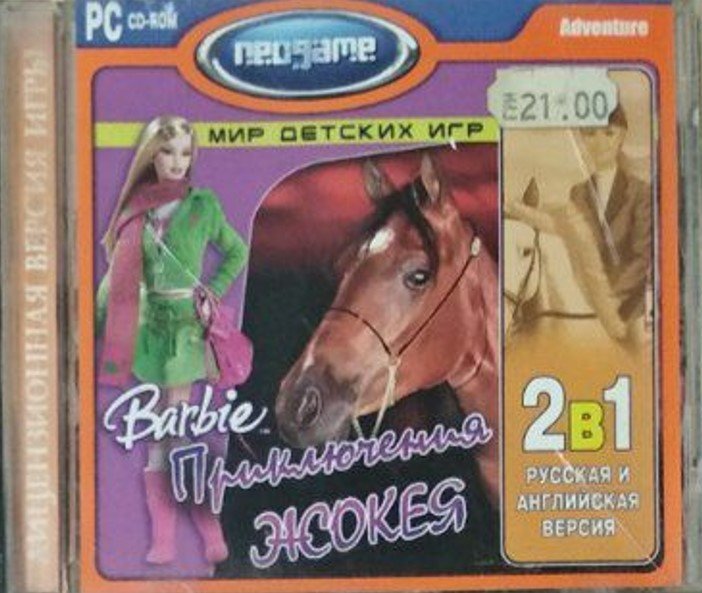 PC CD-ROM
neogame
Adventure
21.00
МИР ДЕТСКИХ ИГР
ЛИЦЕНЗИОННАЯ ВЕРСИЯ ИГРЫ
Barbie
Приключения
ЖОКЕЯ
2в1
РУССКАЯ И
АНГЛИЙСКАЯ
ВЕРСИЯ